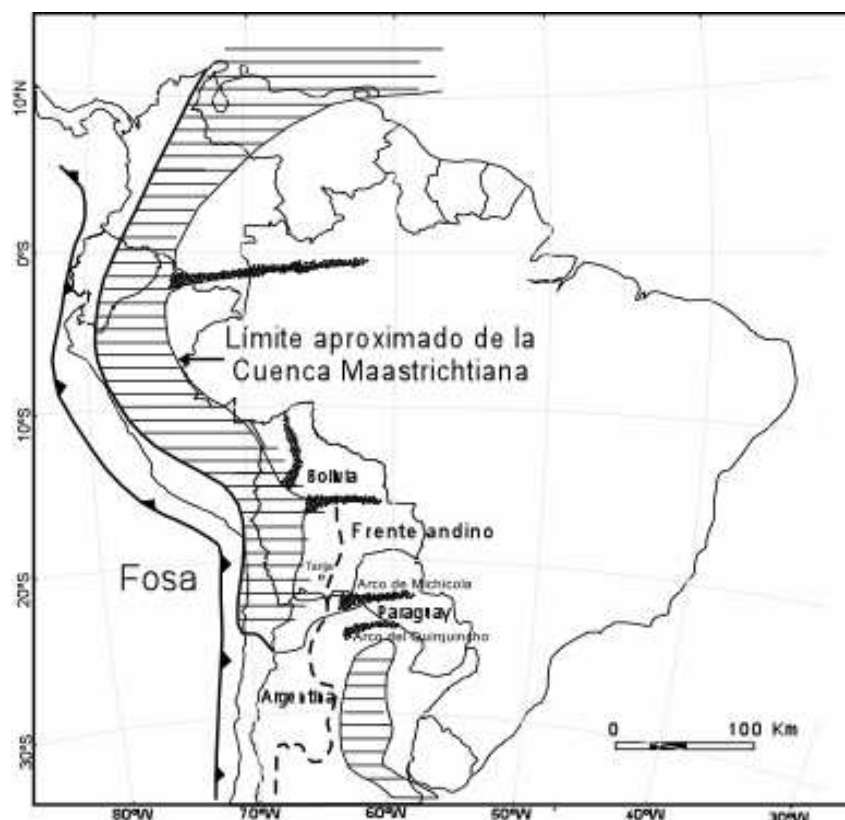 10°N
0°S
Límite aproximado de la
Cuenca Maastrichtiana
10°S
Bolivia
Frente andino
Fosa
Tarija
20°S
Arco de Michicola
Paraguay
Arco del Quirquincho
Argentina
0 100 Km
30°S
80°W 70°W 60°W 50°W 40°W 30°W